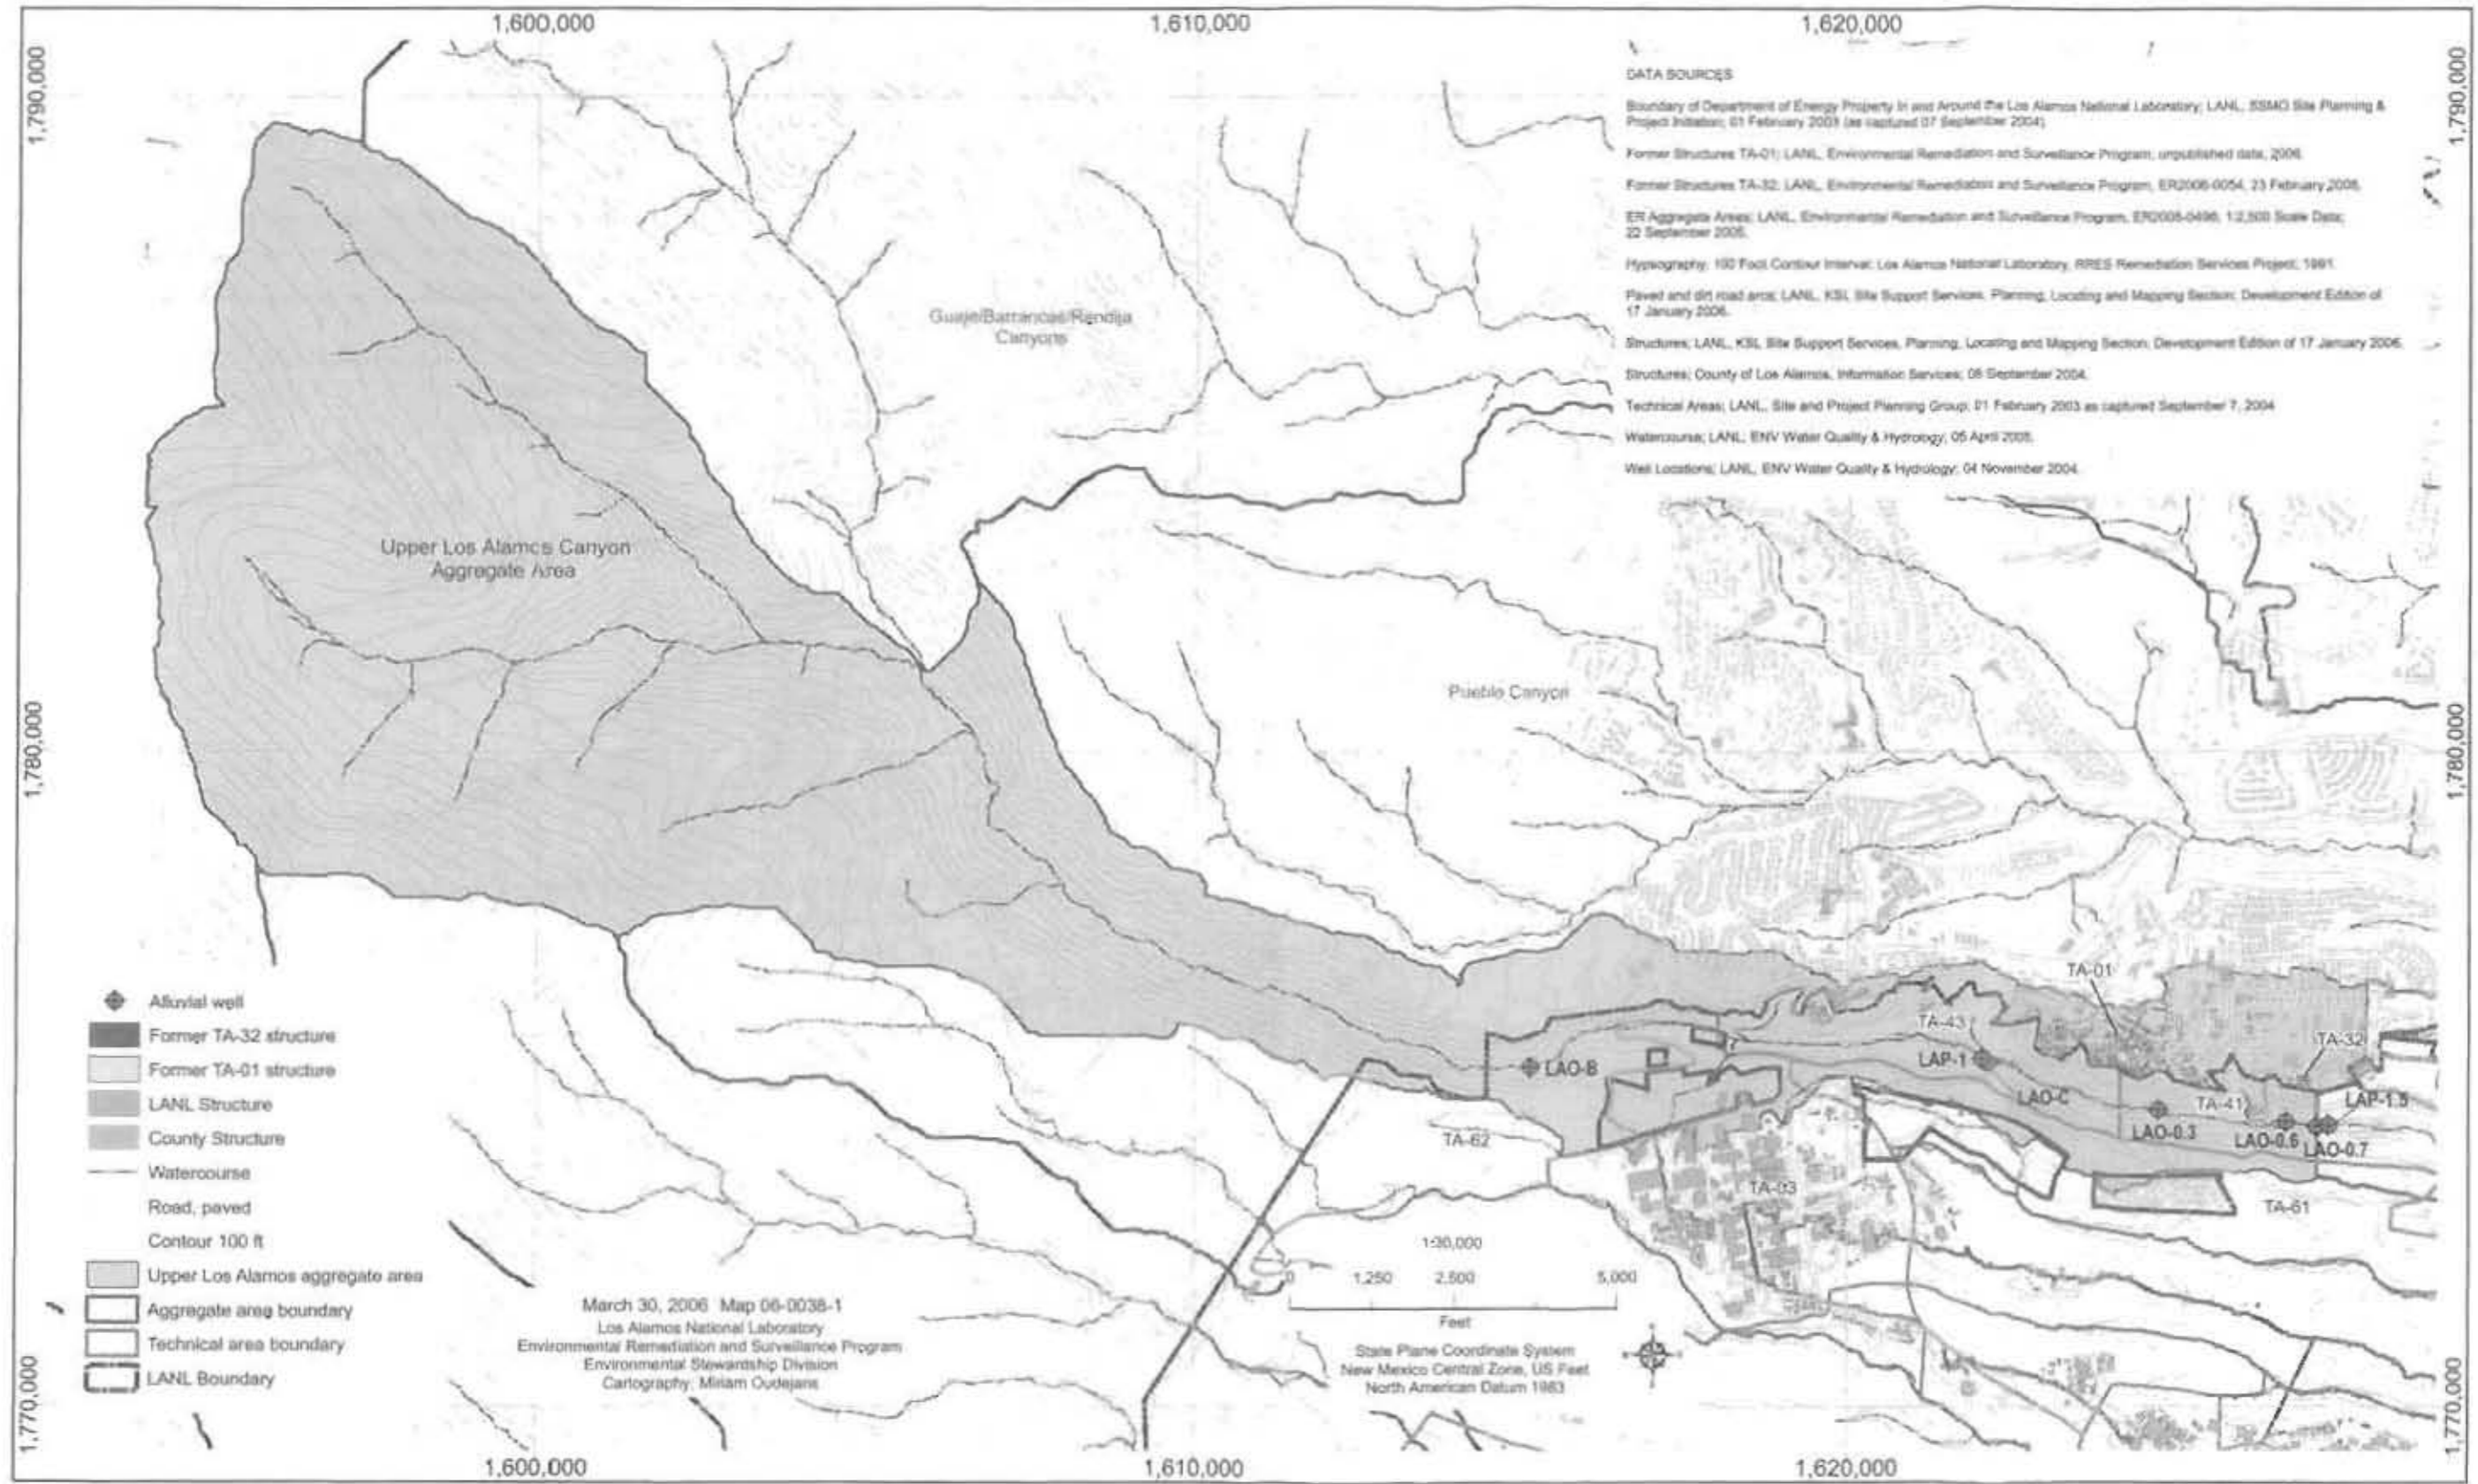 1,600,000
1,610,000
1,620,000
1,790,000
1,790,000
DATA SOURCES
Boundary of Department of Energy Property In and Around the Los Alamos National Laboratory; LANL, SSMO Site Planning &
Project Initiation; 01 February 2003 (as captured 07 September 2004).
Former Structures TA-01; LANL, Environmental Remediation and Surveillance Program, unpublished data, 2006.
Former Structures TA-32; LANL, Environmental Remediation and Surveillance Program, ER2006-0054, 23 February
ER Aggregate Areas; LANL, Environmental Remediation and Surveillance Program, 1:2,500 Scale Data;
22 September 2005.
Hypsography; 100 Foot Contour Interval; Los Alamos National Laboratory, RRES Remediation Services Project; 1991.
Paved and dirt road arcs; LANL, KSL Site Support Services, Planning, Locating and Mapping Section; Development Edition of
17 January 2006.
Structures; LANL, KSL Site Support Services, Planning, Locating and Mapping Section; Development Edition of 17 January 2006.
Structures; County of Los Alamos, Information Services; 08 September 2004.
Technical Areas; LANL, Site and Project Planning Group; 01 February 2003 as captured September 7, 2004
Watercourse; LANL, ENV Water Quality & Hydrology; 05 April 2005.
Well Locations; LANL, ENV Water Quality & Hydrology; 04 November 2004.
Guaje/Barrancas/Rendija
Canyons
Upper Los Alamos Canyon
Aggregate Area
Pueblo Canyon
1,780,000
1,780,000
TA-01
TA-43
TA-32
LAP-1
LAO-B
LAO-C
TA-41
LAP-1.5
LAO-0.3
LAO-0.6
LAO-0.7
TA-62
TA-03
TA-61
Alluvial well
Former TA-32 structure
Former TA-01 structure
LANL Structure
County Structure
Watercourse
Road, paved
Contour 100 ft
Upper Los Alamos aggregate area
Aggregate area boundary
Technical area boundary
LANL Boundary
March 30, 2006 Map 06-0038-1
Los Alamos National Laboratory
Environmental Remediation and Surveillance Program
Environmental Stewardship Division
Cartography; Miriam Oudejans
1:30,000
0 1,250 2,500 5,000
Feet
State Plane Coordinate System
New Mexico Central Zone, US Feet
North American Datum 1983
1,770,000
1,770,000
1,600,000
1,610,000
1,620,000